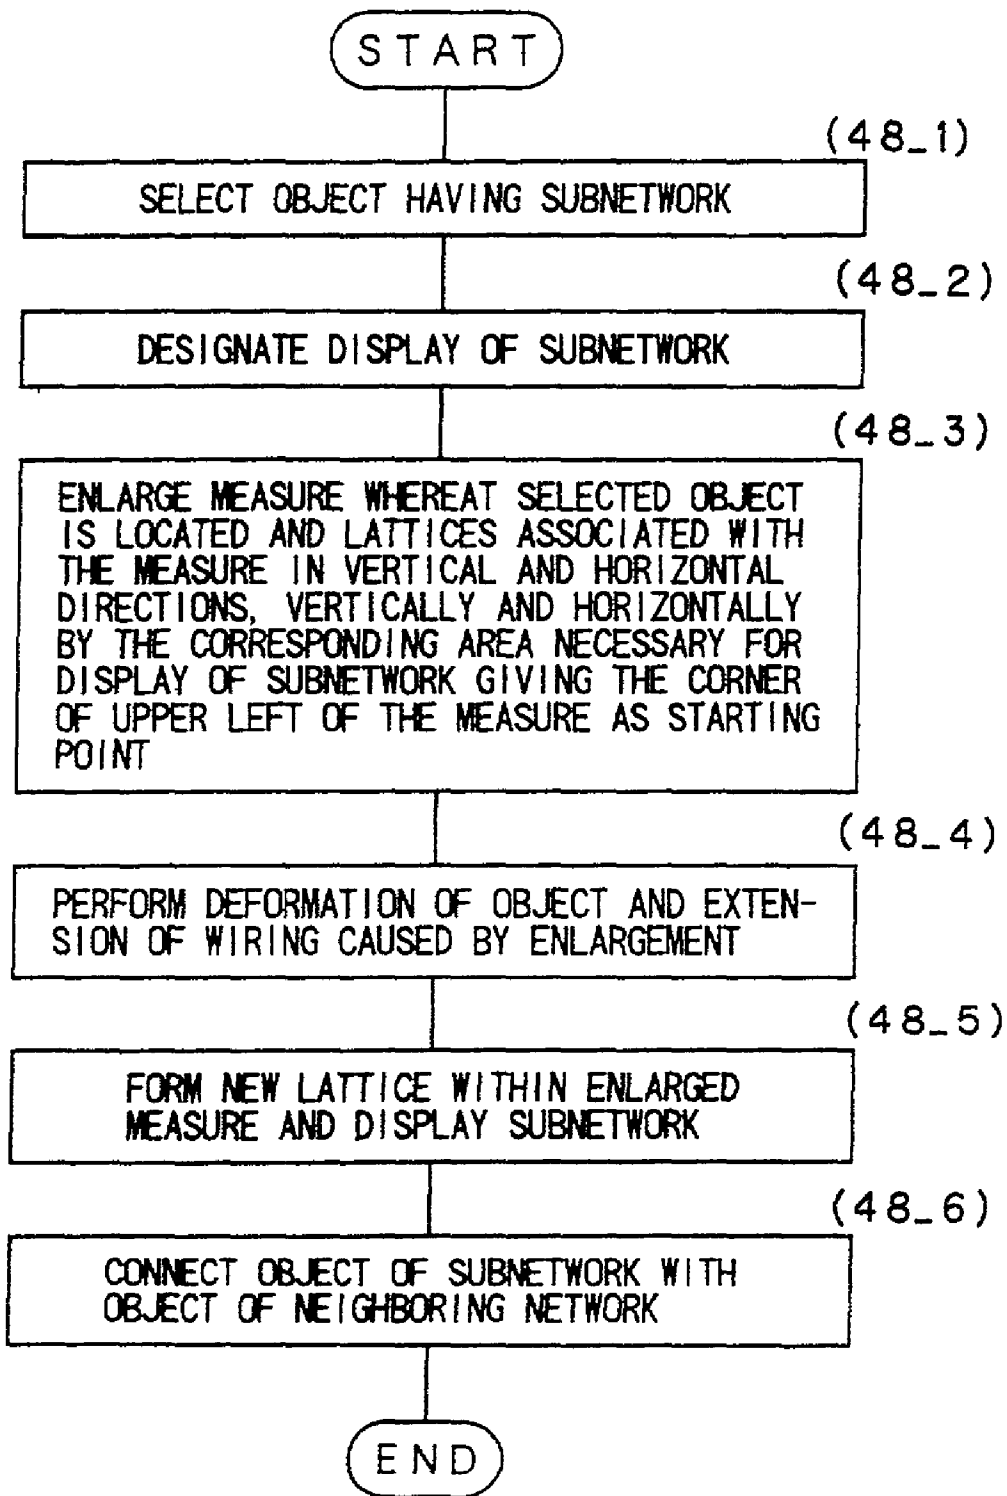 START
(48_1)
SELECT OBJECT HAVING SUBNETWORK
(48_2)
DESIGNATE DISPLAY OF SUBNETWORK
(48_3)
ENLARGE MEASURE WHEREAT SELECTED OBJECT
IS LOCATED AND LATTICES ASSOCIATED WITH
THE MEASURE IN VERTICAL AND HORIZONTAL
DIRECTIONS, VERTICALLY AND HORIZONTALLY
BY THE CORRESPONDING AREA NECESSARY FOR
DISPLAY OF SUBNETWORK GIVING THE CORNER
OF UPPER LEFT OF THE MEASURE AS STARTING
POINT
(48_4)
PERFORM DEFORMATION OF OBJECT AND EXTEN-
SION OF WIRING CAUSED BY ENLARGEMENT
(48_5)
FORM NEW LATTICE WITHIN ENLARGED
MEASURE AND DISPLAY SUBNETWORK
(48_6)
CONNECT OBJECT OF SUBNETWORK WITH
OBJECT OF NEIGHBORING NETWORK
END